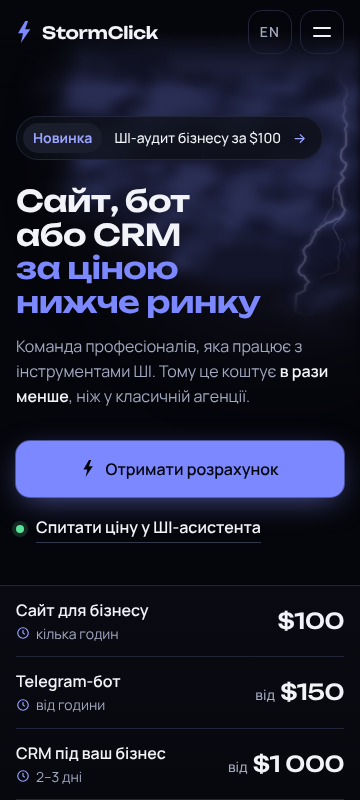 StormClick
EN
Новинка ШІ-аудит бізнесу за $100 →
Сайт, бот
або CRM
за ціною
нижче ринку
Команда професіоналів, яка працює з
інструментами ШІ. Тому це коштує в рази
менше, ніж у класичній агенції.
Отримати розрахунок
Спитати ціну у ШІ-асистента
Сайт для бізнесу
кілька годин
$100
Telegram-бот
від години
від $150
CRM під ваш бізнес
2–3 дні
від $1 000